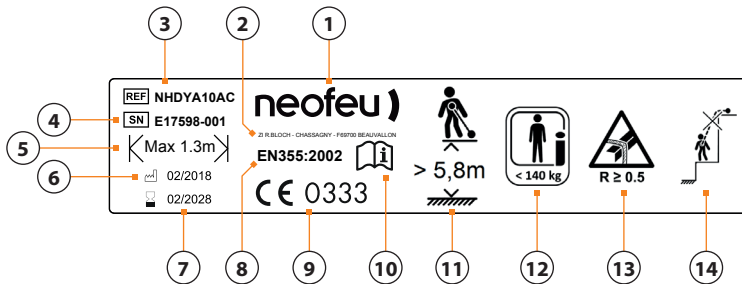 3
2
1
REF NHDYA10AC
neofeu
4
SN E17598-001
ZI R.BLOCH - CHASSAGNY - F69700 BEAUVALLON
5
Max 1.3m
EN355:2002
i
> 5,8m
i
< 140 kg
R ≥ 0.5
6
02/2018
02/2028
CE 0333
7
8
9
10
11
12
13
14